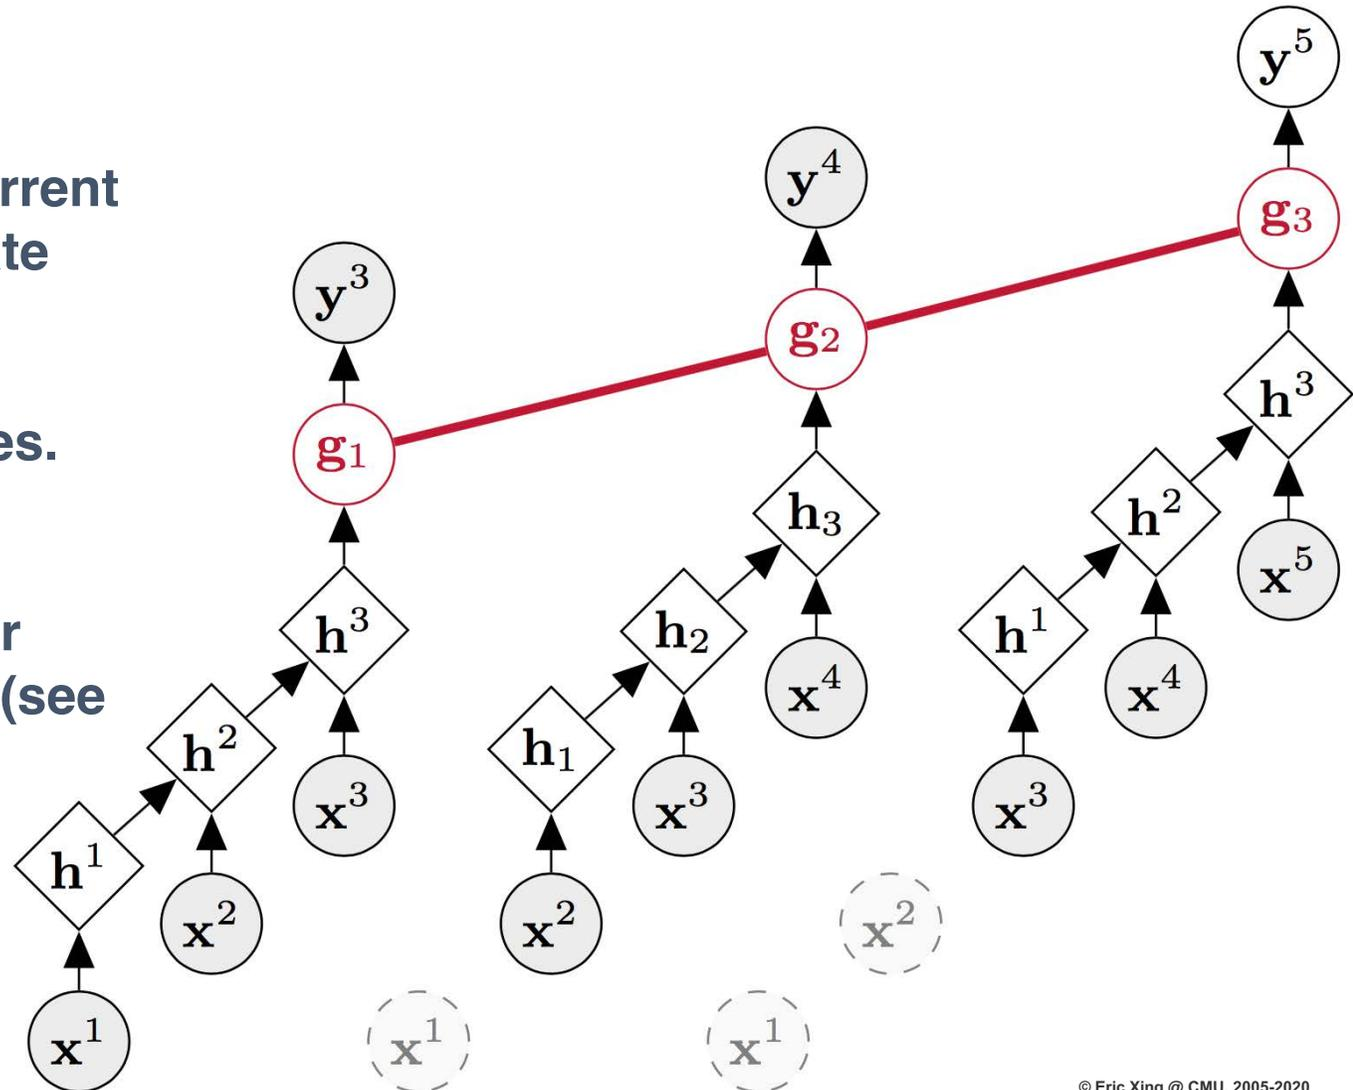 rrent
te
es.
r
(see
y⁵
y⁴
g₃
y³
g₂
h³
g₁
h₃
h²
x⁵
h³
h₂
h¹
x⁴
x⁴
h²
h₁
x³
x³
x³
h¹
x²
x²
x²
x¹
x¹
x¹
© Eric Xing @ CMU, 2005-2020